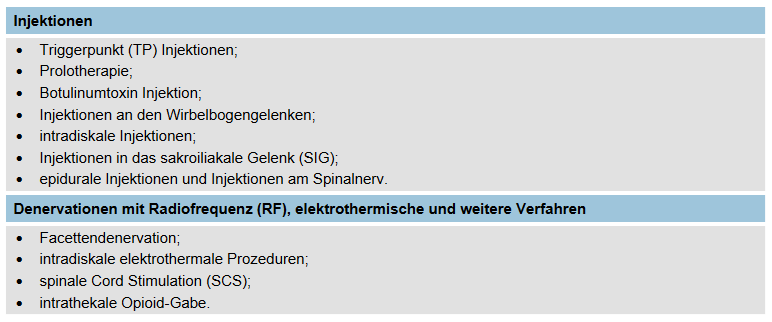 Injektionen
• Triggerpunkt (TP) Injektionen;
• Prolotherapie;
• Botulinumtoxin Injektion;
• Injektionen an den Wirbelbogengelenken;
• intradiskale Injektionen;
• Injektionen in das sakroiliakale Gelenk (SIG);
• epidurale Injektionen und Injektionen am Spinalnerv.
Denervationen mit Radiofrequenz (RF), elektrothermische und weitere Verfahren
• Facettendenervation;
• intradiskale elektrothermale Prozeduren;
• spinale Cord Stimulation (SCS);
• intrathekale Opioid-Gabe.